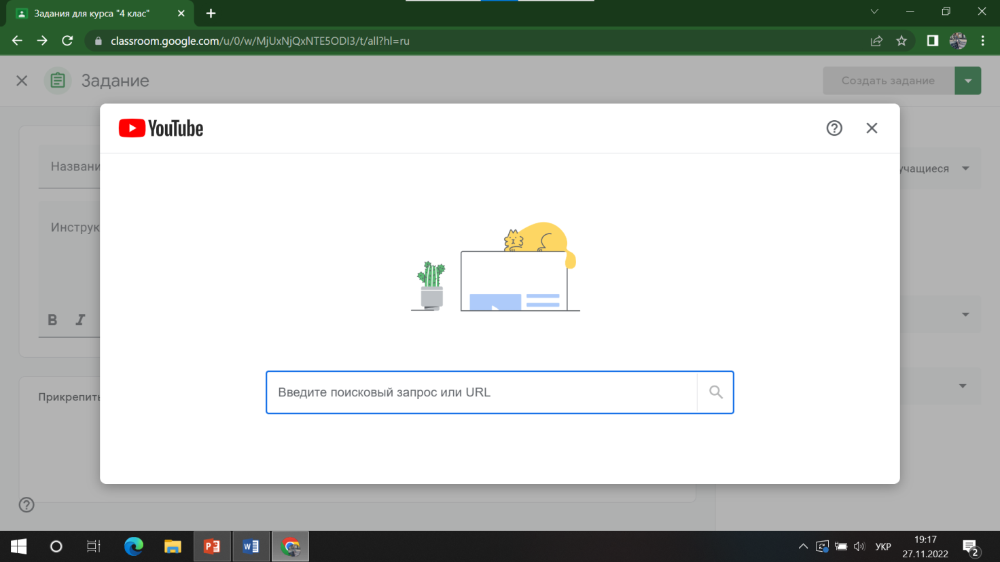 Задания для курса "4 клас"
classroom.google.com/u/0/w/MjUxNjQxNTE5ODI3/t/all?hl=ru
Задание
Создать задание
YouTube
Названи
учащиеся
Инструк
B I
Прикрепить
Введите поисковый запрос или URL
УКР
19:17
27.11.2022
2